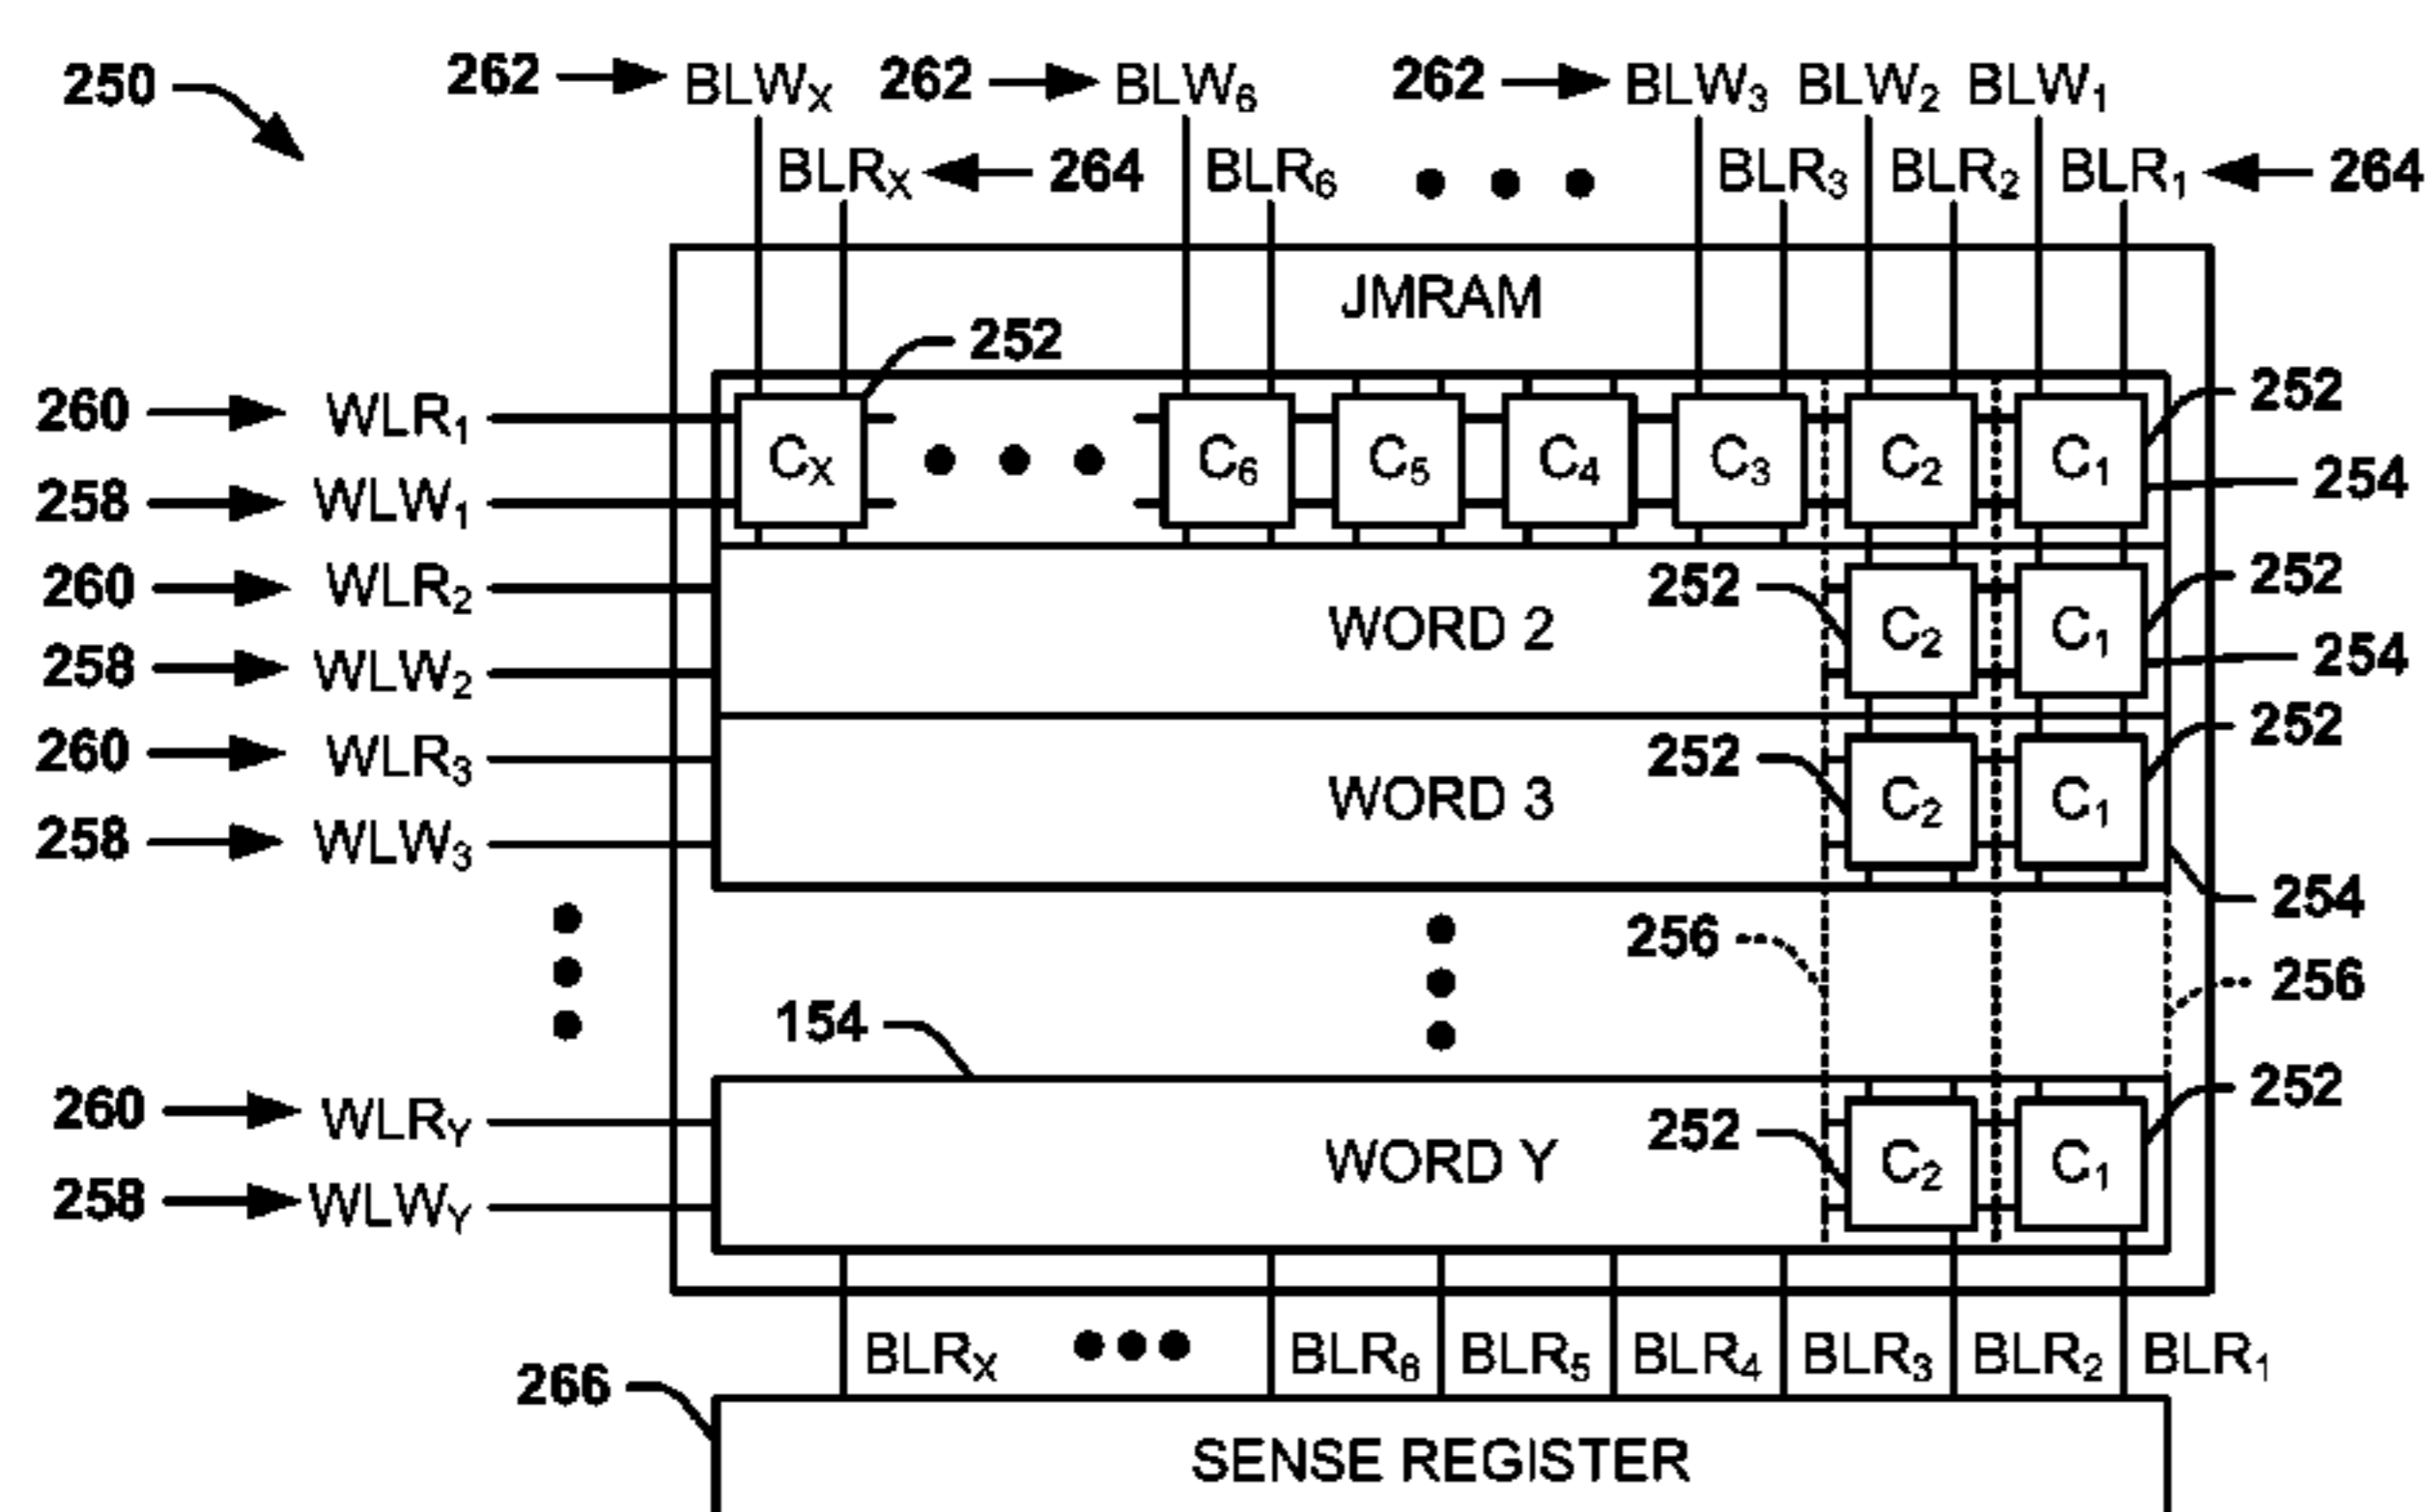 250 262 BLWX 262 BLW6 262 BLW3 BLW2 BLW1
BLRX 264 BLR6 BLR3 BLR2 BLR1 264
JMRAM
252
260 WLR1 252
CX C6 C5 C4 C3 C2 C1
258 WLW1 254
260 WLR2 252 252
WORD 2 C2 C1
258 WLW2 254
260 WLR3 252 252
WORD 3 C2 C1
258 WLW3
254
256
256
154
260 WLRY 252 252
WORD Y C2 C1
258 WLWY
BLRX BLR6 BLR5 BLR4 BLR3 BLR2 BLR1
266
SENSE REGISTER